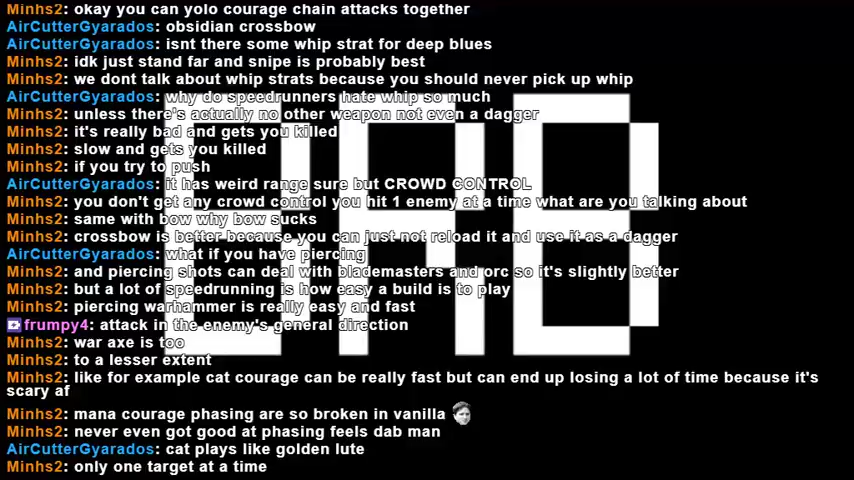 Minhs2: okay you can yolo courage chain attacks together
AirCutterGyarados: obsidian crossbow
AirCutterGyarados: isnt there some whip strat for deep blues
Minhs2: idk just stand far and snipe is probably best
Minhs2: we dont talk about whip strats because you should never pick up whip
AirCutterGyarados: why do speedrunners hate whip so much
Minhs2: unless there's actually no other weapon not even a dagger
Minhs2: it's really bad and gets you killed
Minhs2: slow and gets you killed
Minhs2: if you try to push
AirCutterGyarados: it has weird range sure but CROWD CONTROL
Minhs2: you don't get any crowd control you hit 1 enemy at a time what are you talking about
Minhs2: same with bow why bow sucks
Minhs2: crossbow is better because you can just not reload it and use it as a dagger
AirCutterGyarados: what if you have piercing
Minhs2: and piercing shots can deal with blademasters and orc so it's slightly better
Minhs2: but a lot of speedrunning is how easy a build is to play
Minhs2: piercing warhammer is really easy and fast
frumpy4: attack in the enemy's general direction
Minhs2: war axe is too
Minhs2: to a lesser extent
Minhs2: like for example cat courage can be really fast but can end up losing a lot of time because it's
scary af
Minhs2: mana courage phasing are so broken in vanilla
Minhs2: never even got good at phasing feels dab man
AirCutterGyarados: cat plays like golden lute
Minhs2: only one target at a time